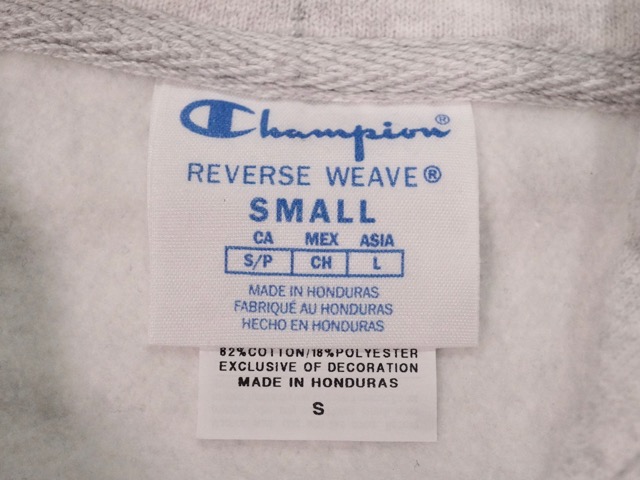 Champion®
REVERSE WEAVE®
SMALL
CA MEX ASIA
S/P CH L
MADE IN HONDURAS
FABRIQUÉ AU HONDURAS
HECHO EN HONDURAS
82%COTTON/18%POLYESTER
EXCLUSIVE OF DECORATION
MADE IN HONDURAS
S